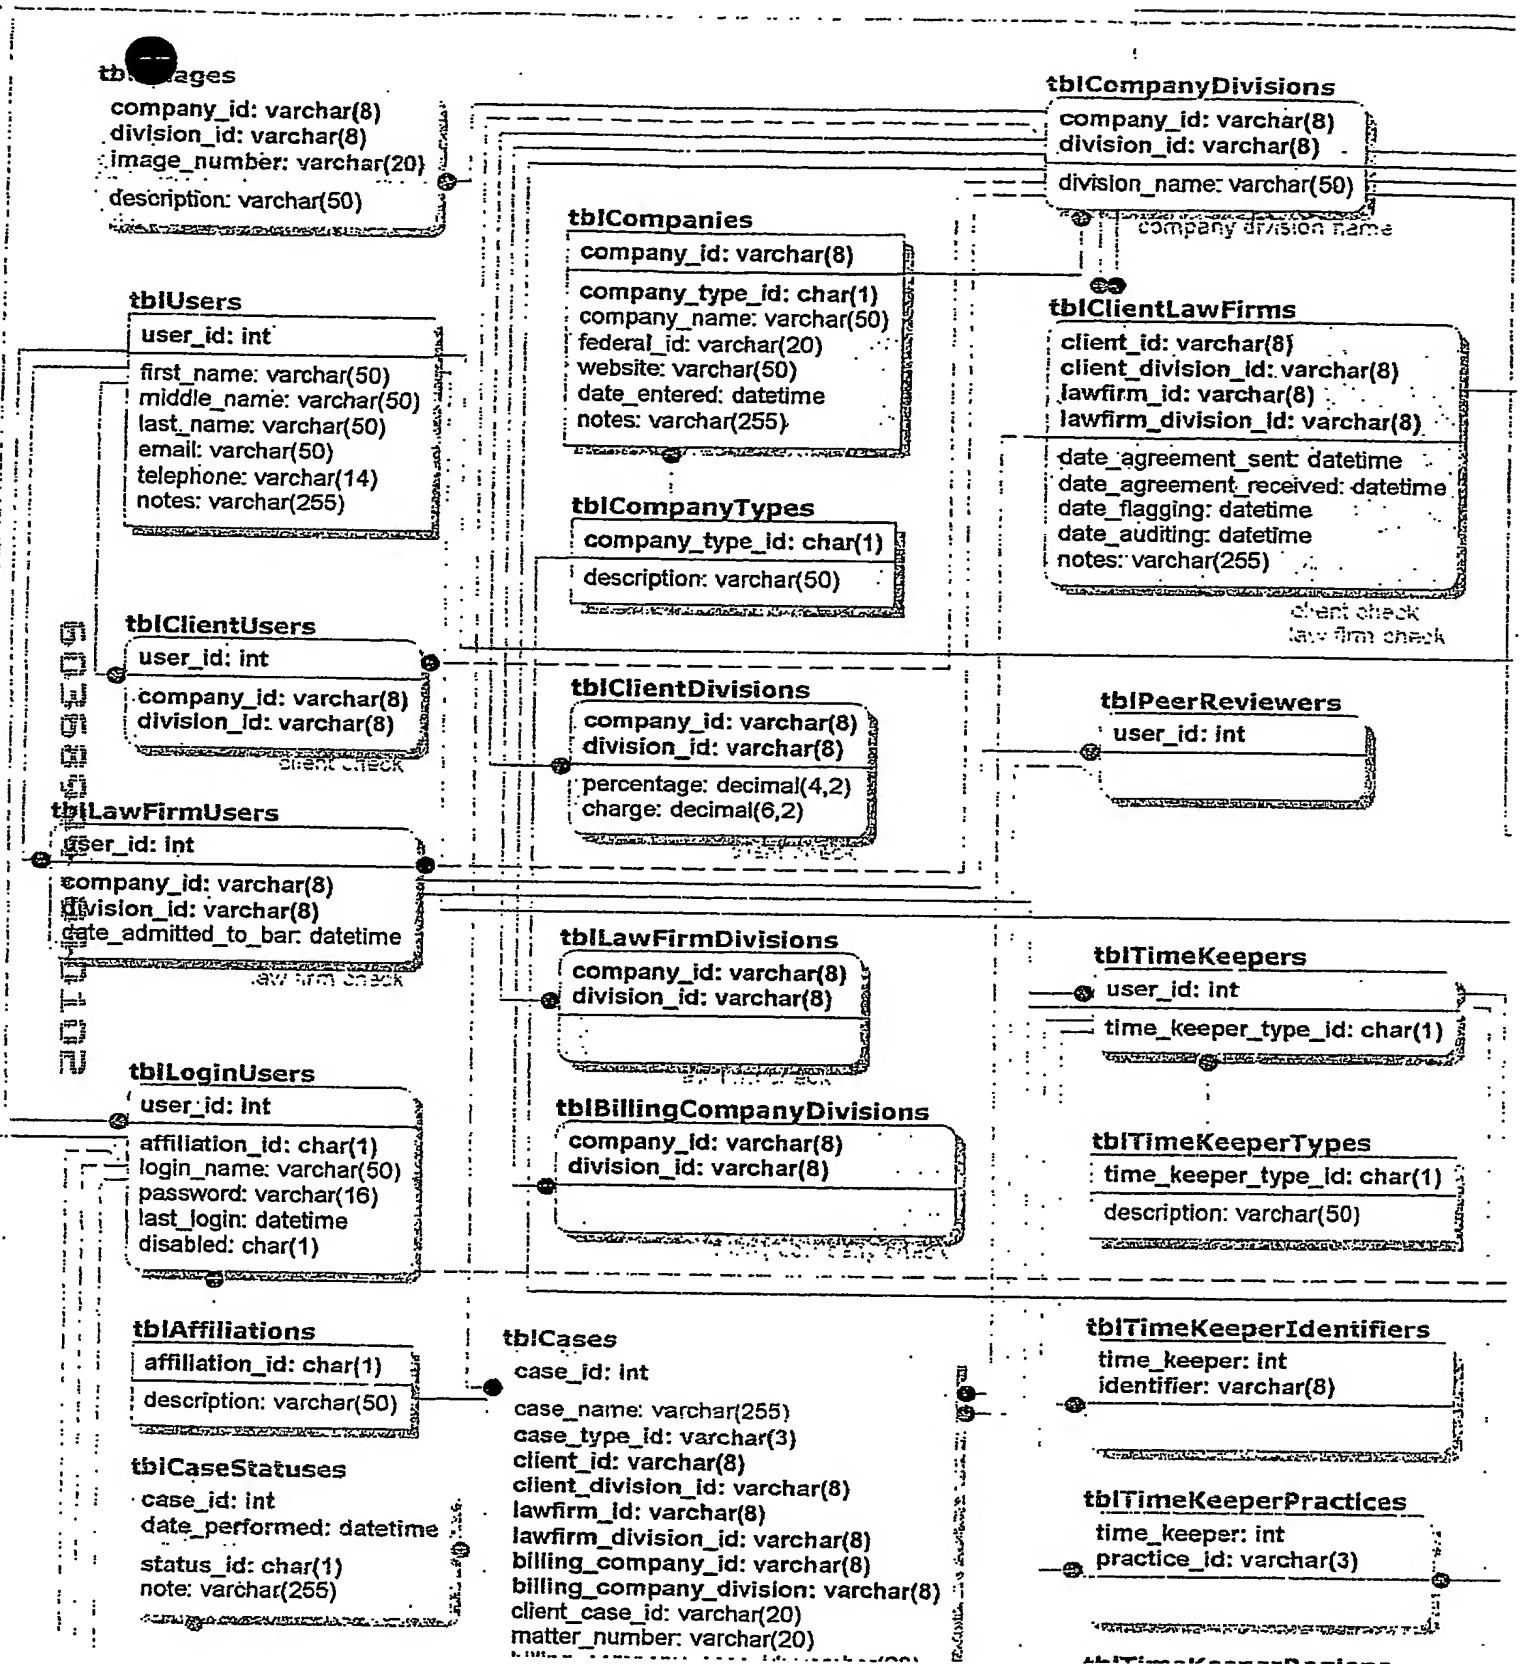 company_id: varchar(8)
division_id: varchar(8)
image_number: varchar(20)
description: varchar(50)
tblUsers
user_id: int
first_name: varchar(50)
middle_name: varchar(50)
last_name: varchar(50)
email: varchar(50)
telephone: varchar(14)
notes: varchar(255)
tblClientUsers
user_id: int
company_id: varchar(8)
division_id: varchar(8)
client check
tblLawFirmUsers
user_id: int
company_id: varchar(8)
division_id: varchar(8)
date_admitted_to_bar: datetime
law firm check
tblLoginUsers
user_id: int
affiliation_id: char(1)
login_name: varchar(50)
password: varchar(16)
last_login: datetime
disabled: char(1)
tblAffiliations
affiliation_id: char(1)
description: varchar(50)
tblCaseStatuses
case_id: int
date_performed: datetime
status_id: char(1)
note: varchar(255)
tblCompanies
company_id: varchar(8)
company_type_id: char(1)
company_name: varchar(50)
federal_id: varchar(20)
website: varchar(50)
date_entered: datetime
notes: varchar(255)
tblCompanyTypes
company_type_id: char(1)
description: varchar(50)
tblClientDivisions
company_id: varchar(8)
division_id: varchar(8)
percentage: decimal(4,2)
charge: decimal(6,2)
tblLawFirmDivisions
company_id: varchar(8)
division_id: varchar(8)
tblBillingCompanyDivisions
company_id: varchar(8)
division_id: varchar(8)
tblCases
case_id: int
case_name: varchar(255)
case_type_id: varchar(3)
client_id: varchar(8)
client_division_id: varchar(8)
lawfirm_id: varchar(8)
lawfirm_division_id: varchar(8)
billing_company_id: varchar(8)
billing_company_division: varchar(8)
client_case_id: varchar(20)
matter_number: varchar(20)
tblCompanyDivisions
company_id: varchar(8)
division_id: varchar(8)
division_name: varchar(50)
company division name
tblClientLawFirms
client_id: varchar(8)
client_division_id: varchar(8)
lawfirm_id: varchar(8)
lawfirm_division_id: varchar(8)
date_agreement_sent: datetime
date_agreement_received: datetime
date_flagging: datetime
date_auditing: datetime
notes: varchar(255)
client check
law firm check
tblPeerReviewers
user_id: int
tblTimeKeepers
user_id: int
time_keeper_type_id: char(1)
tblTimeKeeperTypes
time_keeper_type_id: char(1)
description: varchar(50)
tblTimeKeeperIdentifiers
time_keeper: int
identifier: varchar(8)
tblTimeKeeperPractices
time_keeper: int
practice_id: varchar(3)